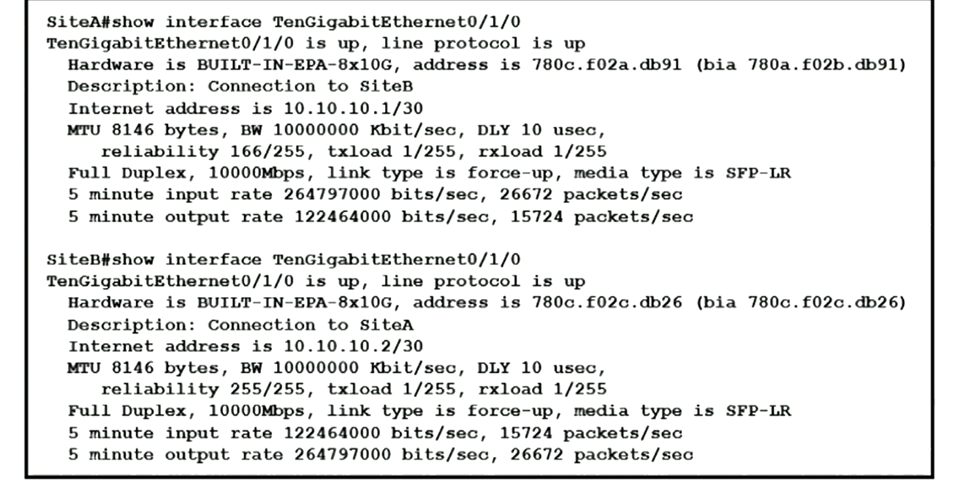 SiteA#show interface TenGigabitEthernet0/1/0
TenGigabitEthernet0/1/0 is up, line protocol is up
Hardware is BUILT-IN-EPA-8x10G, address is 780c.f02a.db91 (bia 780a.f02b.db91)
Description: Connection to SiteB
Internet address is 10.10.10.1/30
MTU 8146 bytes, BW 10000000 Kbit/sec, DLY 10 usec,
reliability 166/255, txload 1/255, rxload 1/255
Full Duplex, 10000Mbps, link type is force-up, media type is SFP-LR
5 minute input rate 264797000 bits/sec, 26672 packets/sec
5 minute output rate 122464000 bits/sec, 15724 packets/sec
SiteB#show interface TenGigabitEthernet0/1/0
TenGigabitEthernet0/1/0 is up, line protocol is up
Hardware is BUILT-IN-EPA-8x10G, address is 780c.f02c.db26 (bia 780c.f02c.db26)
Description: Connection to SiteA
Internet address is 10.10.10.2/30
MTU 8146 bytes, BW 10000000 Kbit/sec, DLY 10 usec,
reliability 255/255, txload 1/255, rxload 1/255
Full Duplex, 10000Mbps, link type is force-up, media type is SFP-LR
5 minute input rate 122464000 bits/sec, 15724 packets/sec
5 minute output rate 264797000 bits/sec, 26672 packets/sec